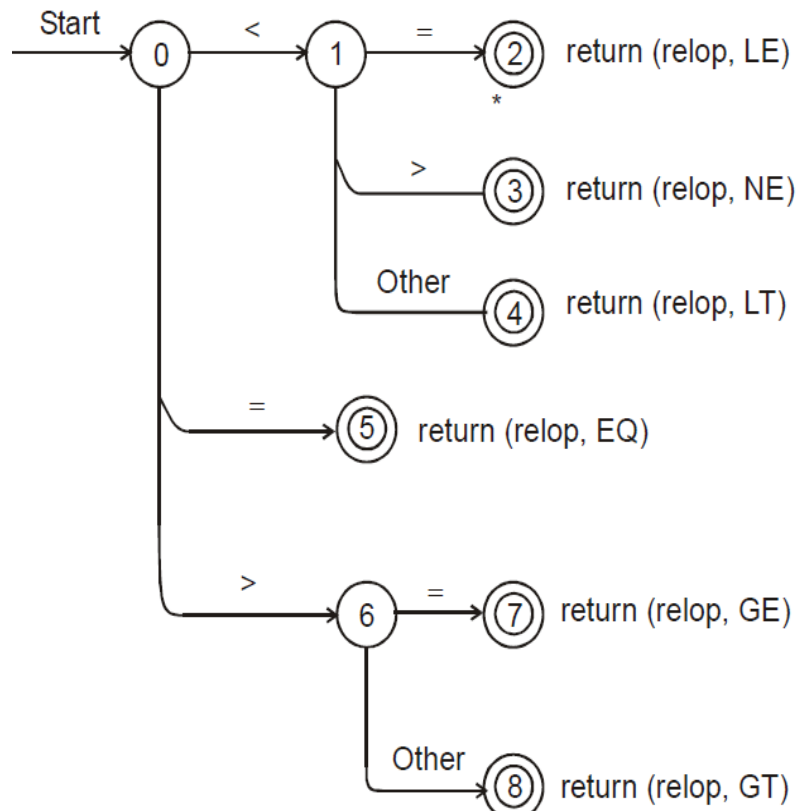 Start
0 < 1 = 2 return (relop, LE)
*
> 3 return (relop, NE)
Other 4 return (relop, LT)
= 5 return (relop, EQ)
> 6 = 7 return (relop, GE)
Other 8 return (relop, GT)